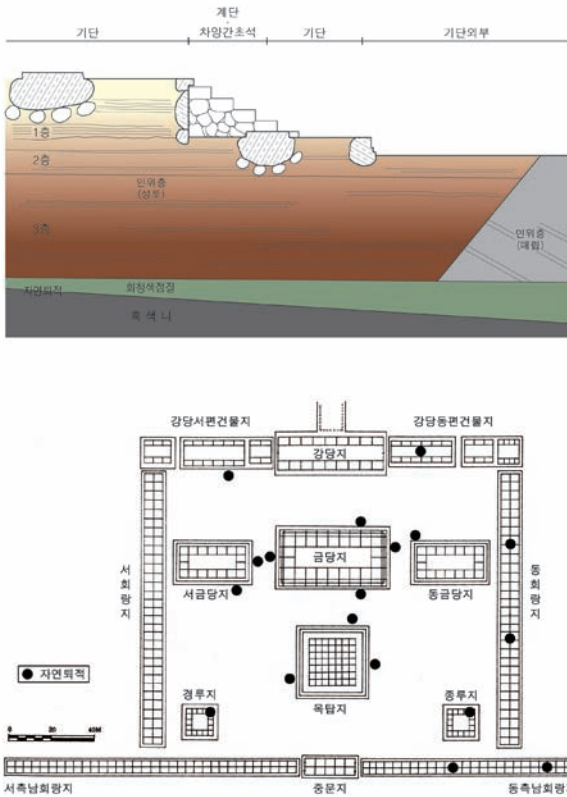 계단
기단 차양간초석 기단 기단외부
1층
2층
인위층
(성토)
3층
인위층
(매립)
자연퇴적 회청색점질
흑색니
강당서편건물지 강당동편건물지
강당지
서회랑지
금당지
서금당지 동금당지
동회랑지
자연퇴적
경루지 목탑지 종루지
0 20 40M
서측남회랑지 중문지 동측남회랑지